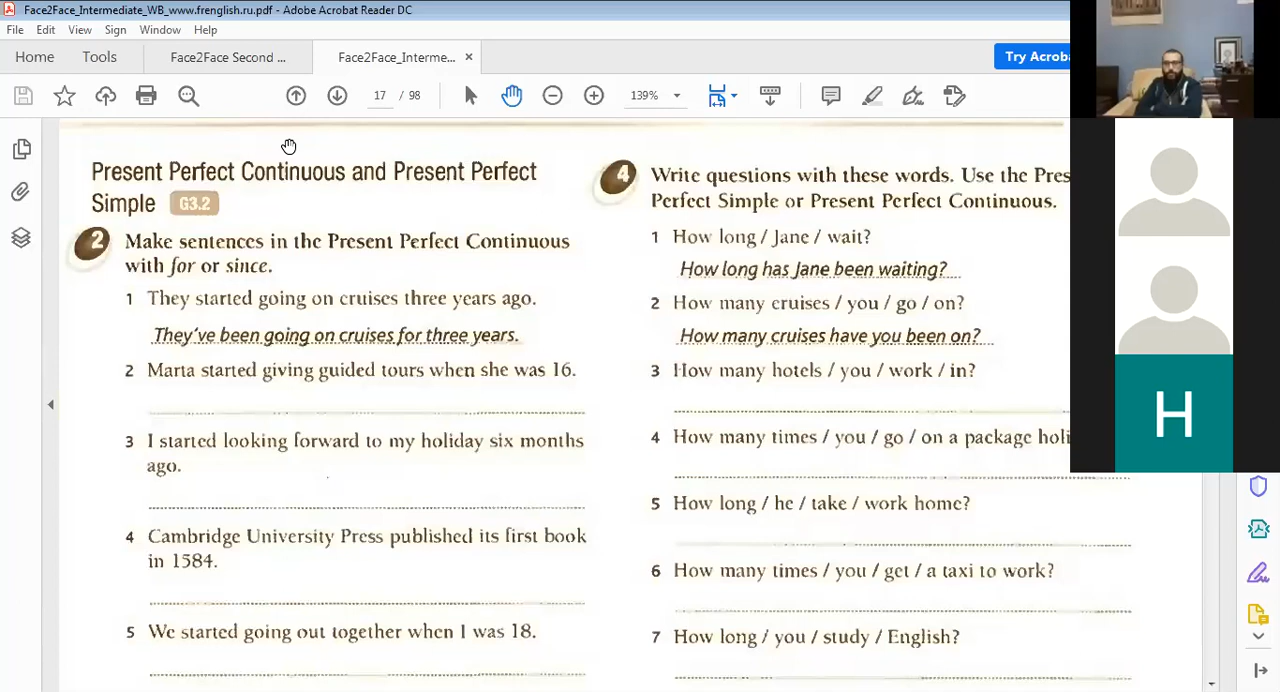 Face2Face_Intermediate_WB_www.frenglish.ru.pdf - Adobe Acrobat Reader DC
File Edit View Sign Window Help
Home Tools Face2Face Second ... Face2Face_Interme... × Try Acroba
17 / 98 139%
Present Perfect Continuous and Present Perfect
Simple G3.2
2 Make sentences in the Present Perfect Continuous
with for or since.
1 They started going on cruises three years ago.
They've been going on cruises for three years.
2 Marta started giving guided tours when she was 16.
3 I started looking forward to my holiday six months
ago.
4 Cambridge University Press published its first book
in 1584.
5 We started going out together when I was 18.
4 Write questions with these words. Use the Pres
Perfect Simple or Present Perfect Continuous.
1 How long / Jane / wait?
How long has Jane been waiting?
2 How many cruises / you / go / on?
How many cruises have you been on?
3 How many hotels / you / work / in?
4 How many times / you / go / on a package holi
5 How long / he / take / work home?
6 How many times / you / get / a taxi to work?
7 How long / you / study / English?
H